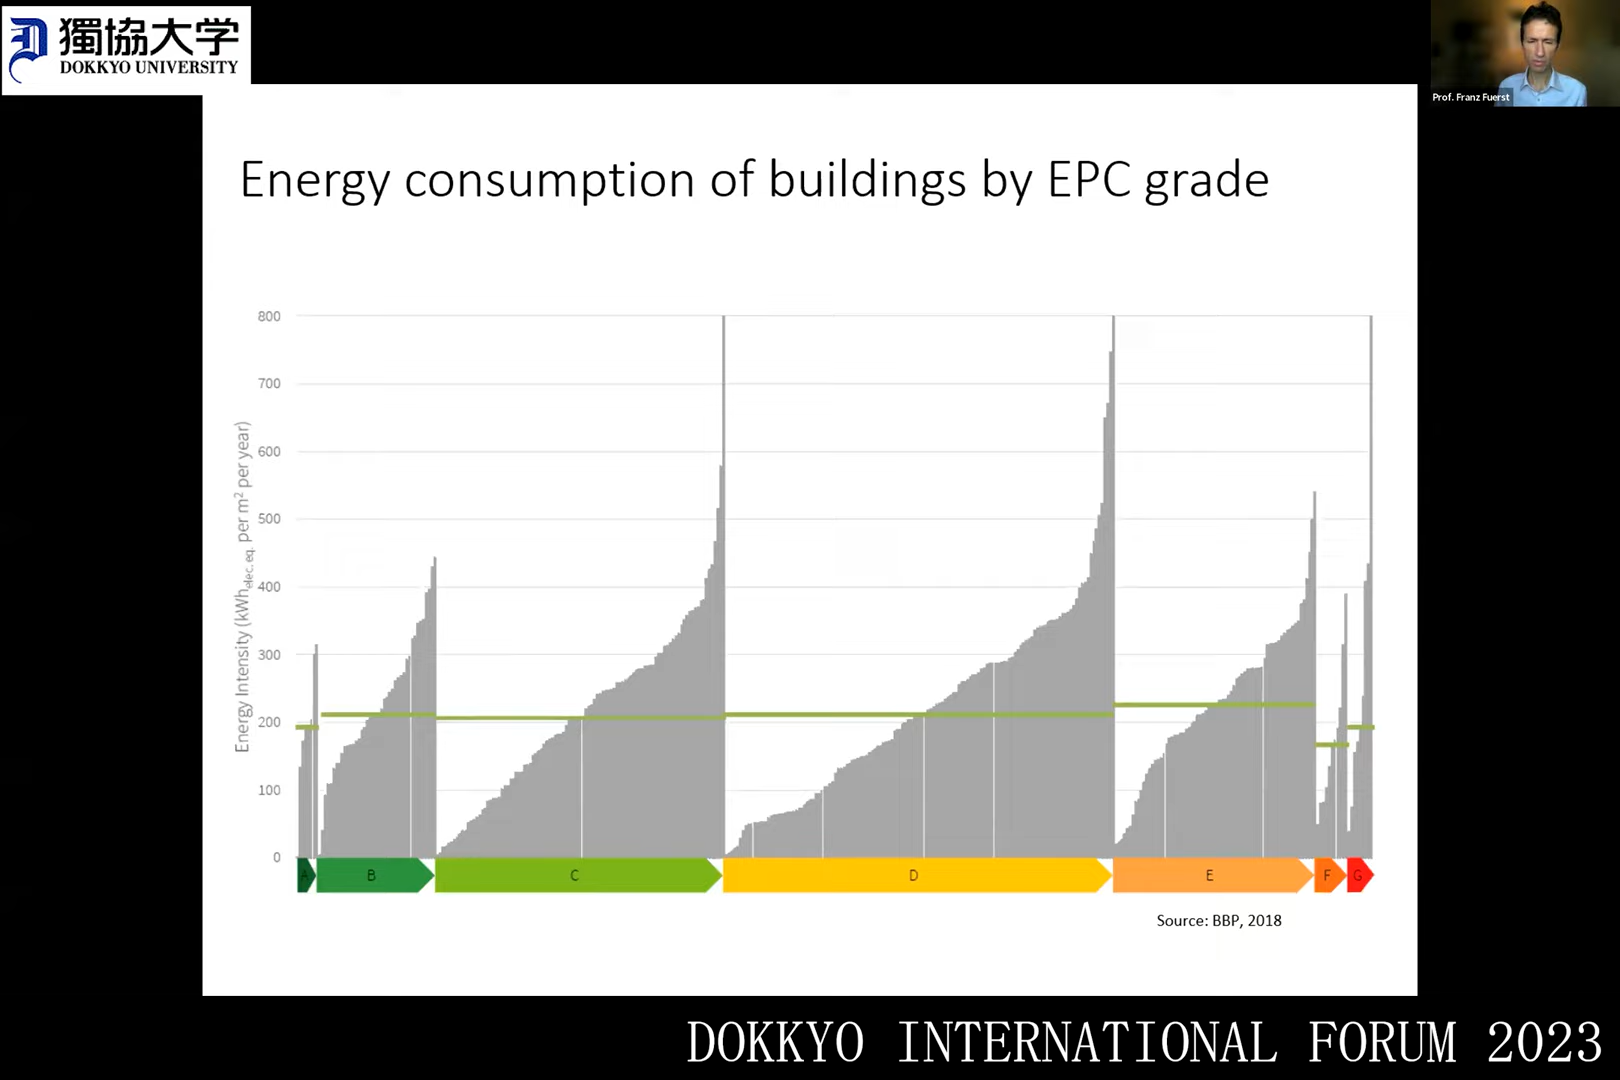 獨協大学
DOKKYO UNIVERSITY
Prof. Franz Fuerst
Energy consumption of buildings by EPC grade
Energy Intensity (kWhelec. eq. per m² per year)
800
700
600
500
400
300
200
100
0
A B C D E F G
Source: BBP, 2018
DOKKYO INTERNATIONAL FORUM 2023